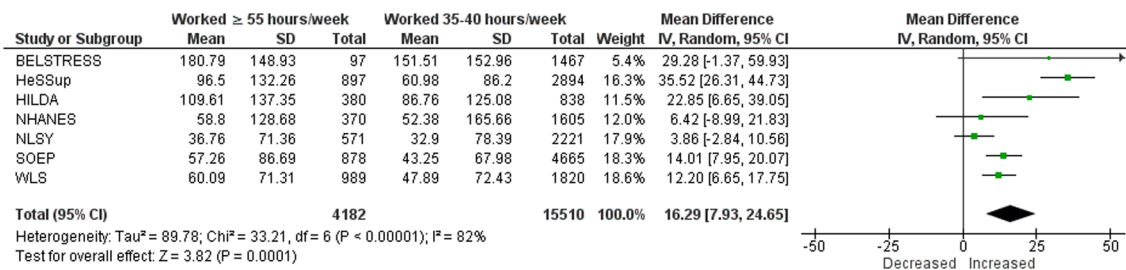 Worked ≥ 55 hours/week Worked 35-40 hours/week Mean Difference Mean Difference
Study or Subgroup Mean SD Total Mean SD Total Weight IV, Random, 95% CI IV, Random, 95% CI
BELSTRESS 180.79 148.93 97 151.51 152.96 1467 5.4% 29.28 [-1.37, 59.93]
HeSSup 96.5 132.26 897 60.98 86.2 2894 16.3% 35.52 [26.31, 44.73]
HILDA 109.61 137.35 380 86.76 125.08 838 11.5% 22.85 [6.65, 39.05]
NHANES 58.8 128.68 370 52.38 165.66 1605 12.0% 6.42 [-8.99, 21.83]
NLSY 36.76 71.36 571 32.9 78.39 2221 17.9% 3.86 [-2.84, 10.56]
SOEP 57.26 86.69 878 43.25 67.98 4665 18.3% 14.01 [7.95, 20.07]
WLS 60.09 71.31 989 47.89 72.43 1820 18.6% 12.20 [6.65, 17.75]
Total (95% CI) 4182 15510 100.0% 16.29 [7.93, 24.65]
Heterogeneity: Tau² = 89.78; Chi² = 33.21, df = 6 (P < 0.00001); I² = 82%
Test for overall effect: Z = 3.82 (P = 0.0001)
-50 -25 0 25 50
Decreased Increased